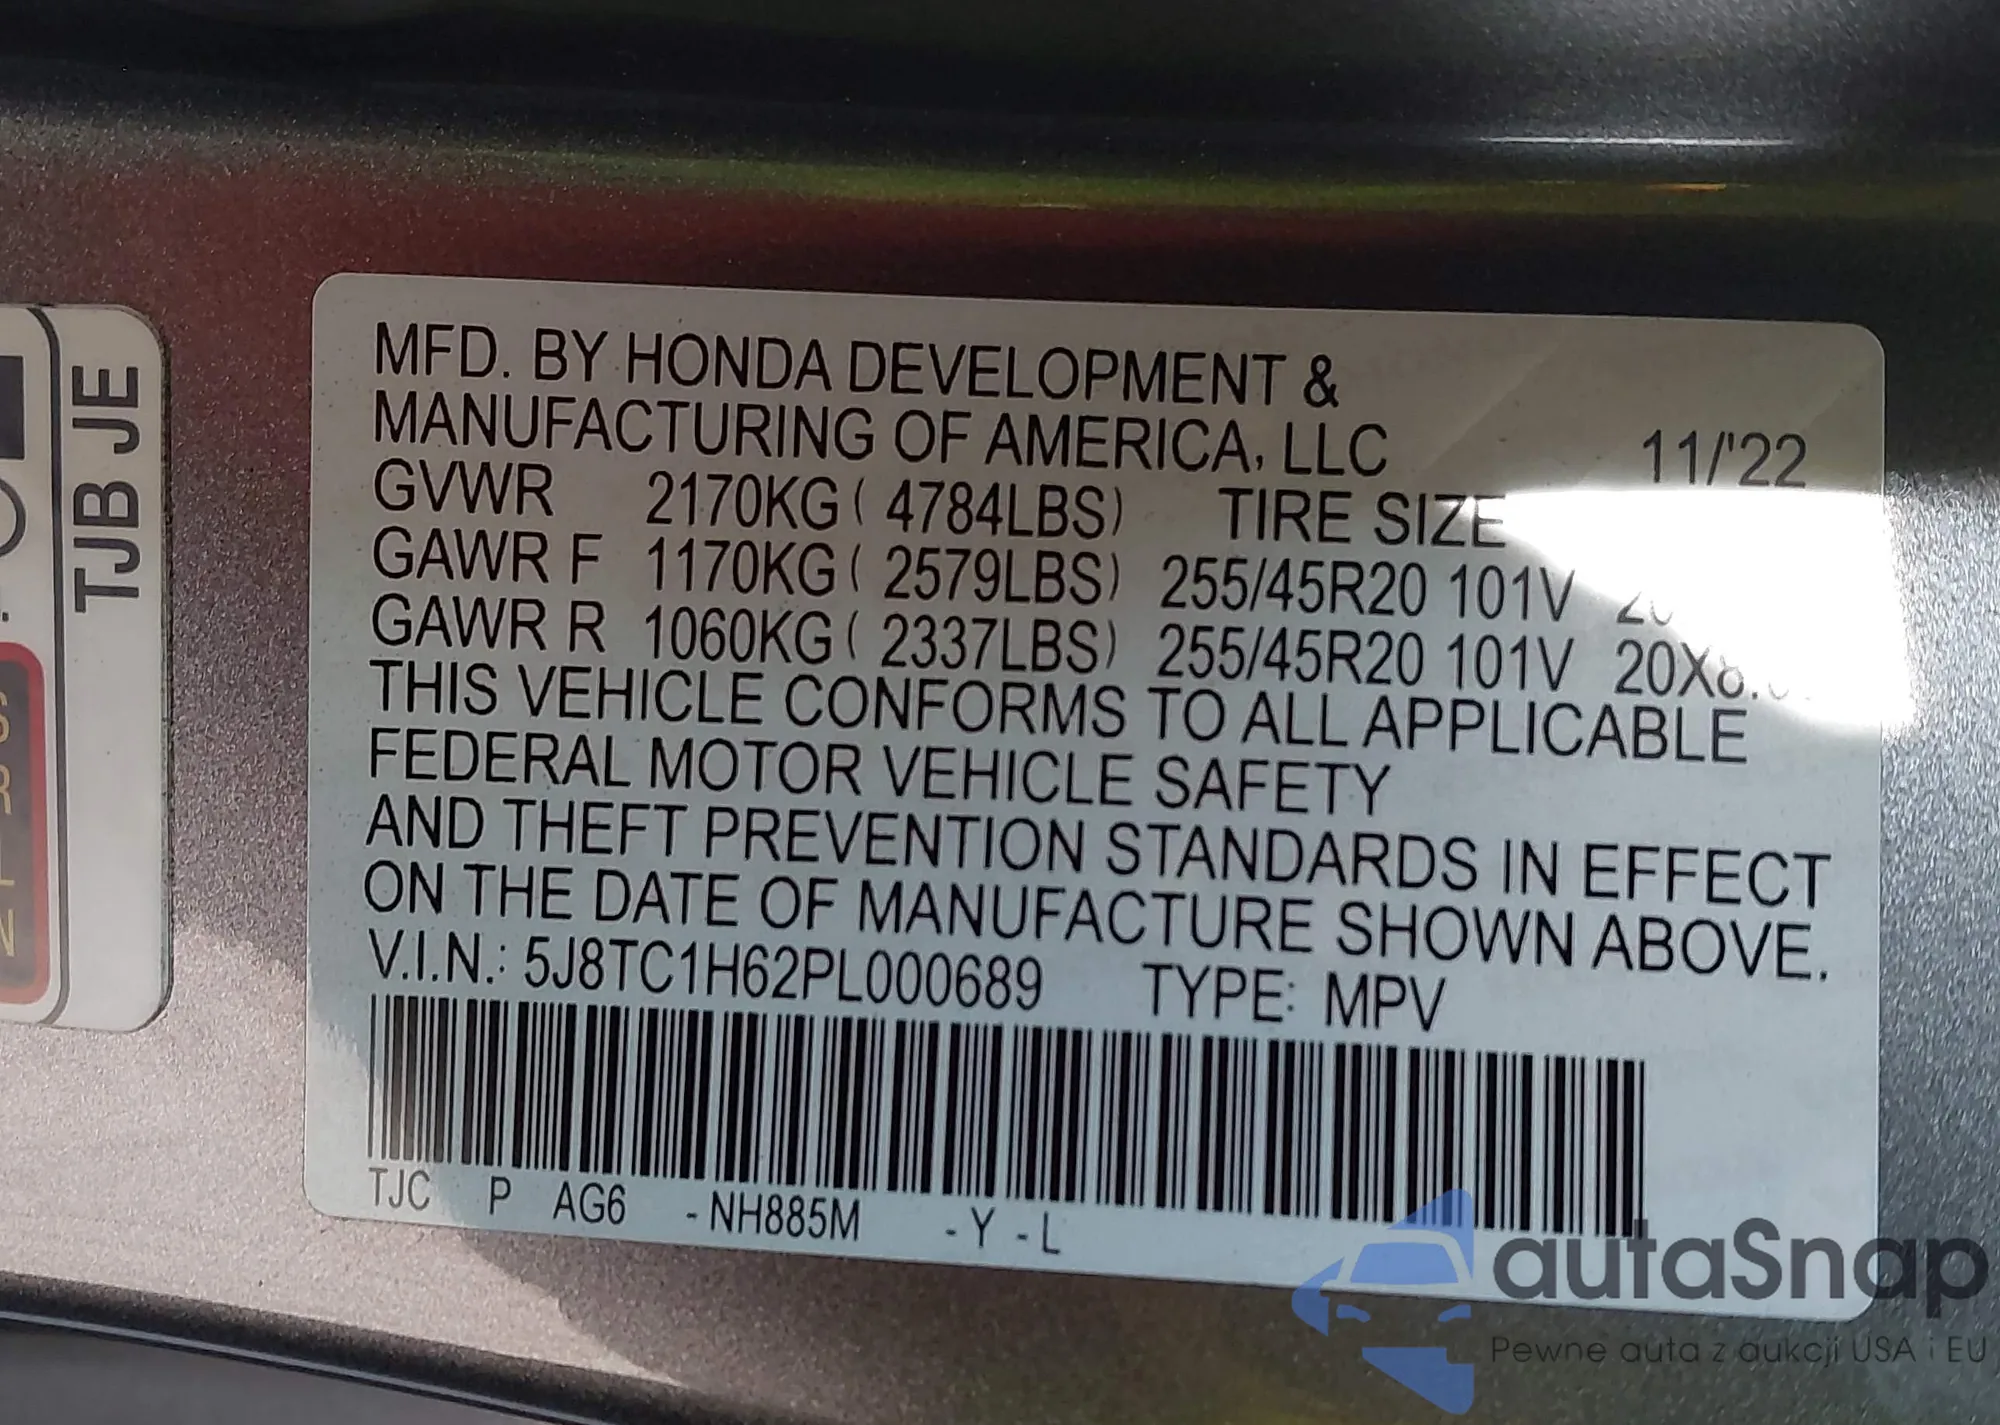 TJB JE
MFD. BY HONDA DEVELOPMENT &
MANUFACTURING OF AMERICA, LLC 11/'22
GVWR 2170KG ( 4784LBS) TIRE SIZE
GAWR F 1170KG ( 2579LBS) 255/45R20 101V
GAWR R 1060KG ( 2337LBS) 255/45R20 101V
THIS VEHICLE CONFORMS TO ALL APPLICABLE
FEDERAL MOTOR VEHICLE SAFETY
AND THEFT PREVENTION STANDARDS IN EFFECT
ON THE DATE OF MANUFACTURE SHOWN ABOVE.
V.I.N.: 5J8TC1H62PL000689 TYPE: MPV
TJC P AG6 -NH885M -Y -L
autaSnap
Pewne auta z aukcji USA i EU